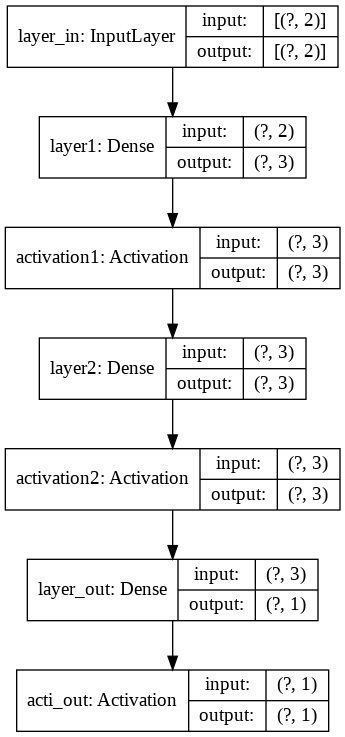 layer_in: InputLayer
input: [(?, 2)]
output: [(?, 2)]
layer1: Dense
input: (?, 2)
output: (?, 3)
activation1: Activation
input: (?, 3)
output: (?, 3)
layer2: Dense
input: (?, 3)
output: (?, 3)
activation2: Activation
input: (?, 3)
output: (?, 3)
layer_out: Dense
input: (?, 3)
output: (?, 1)
acti_out: Activation
input: (?, 1)
output: (?, 1)